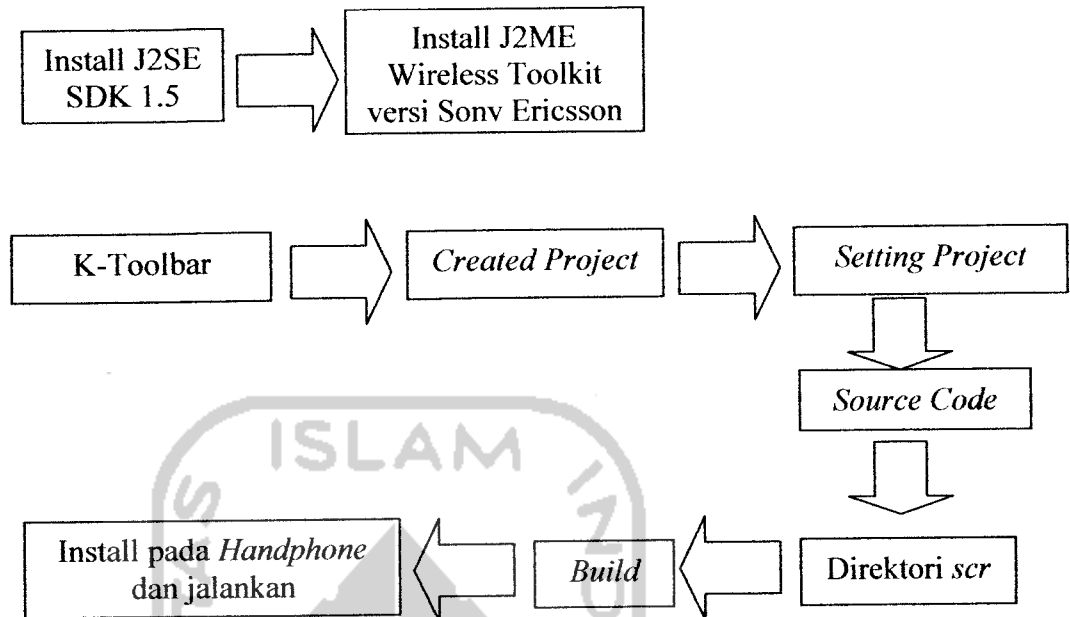 Install J2SE
SDK 1.5
Install J2ME
Wireless Toolkit
versi Sonv Ericsson
K-Toolbar
Created Project
Setting Project
Source Code
Direktori scr
Build
Install pada Handphone
dan jalankan
ISLAM
TAS